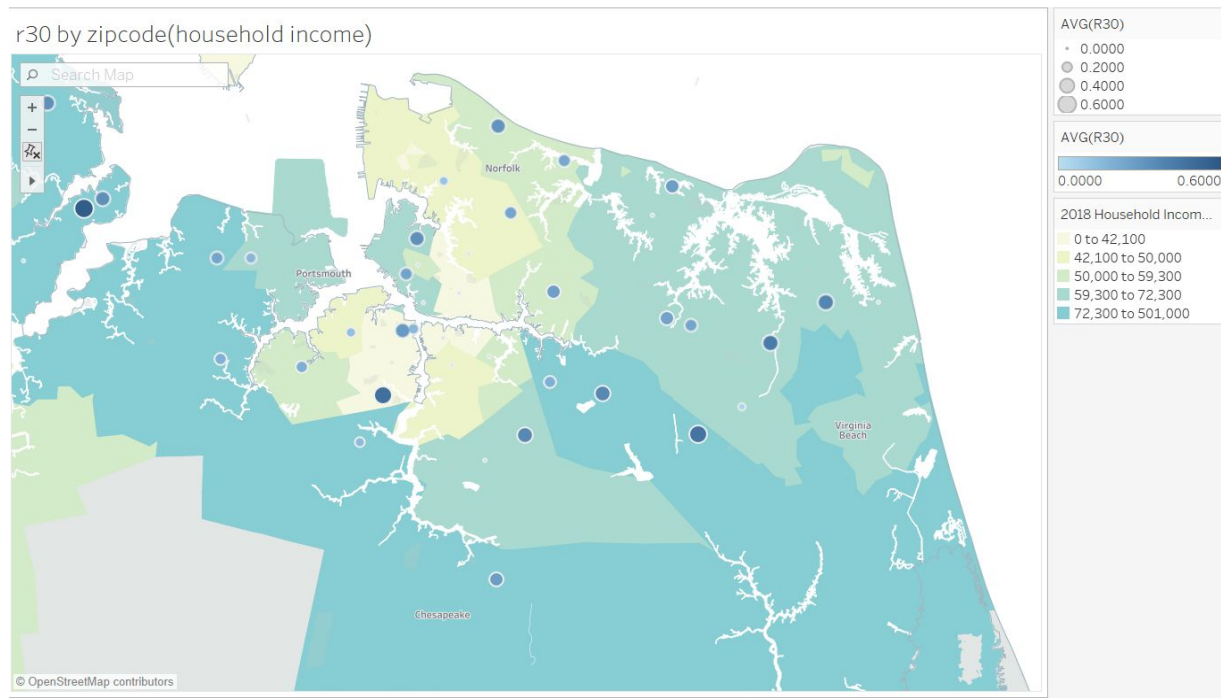 r30 by zipcode(household income)
Search Map
+
−
Norfolk
Portsmouth
Virginia
Beach
Chesapeake
© OpenStreetMap contributors
AVG(R30)
0.0000
0.2000
0.4000
0.6000
AVG(R30)
0.0000 0.6000
2018 Household Incom...
0 to 42,100
42,100 to 50,000
50,000 to 59,300
59,300 to 72,300
72,300 to 501,000